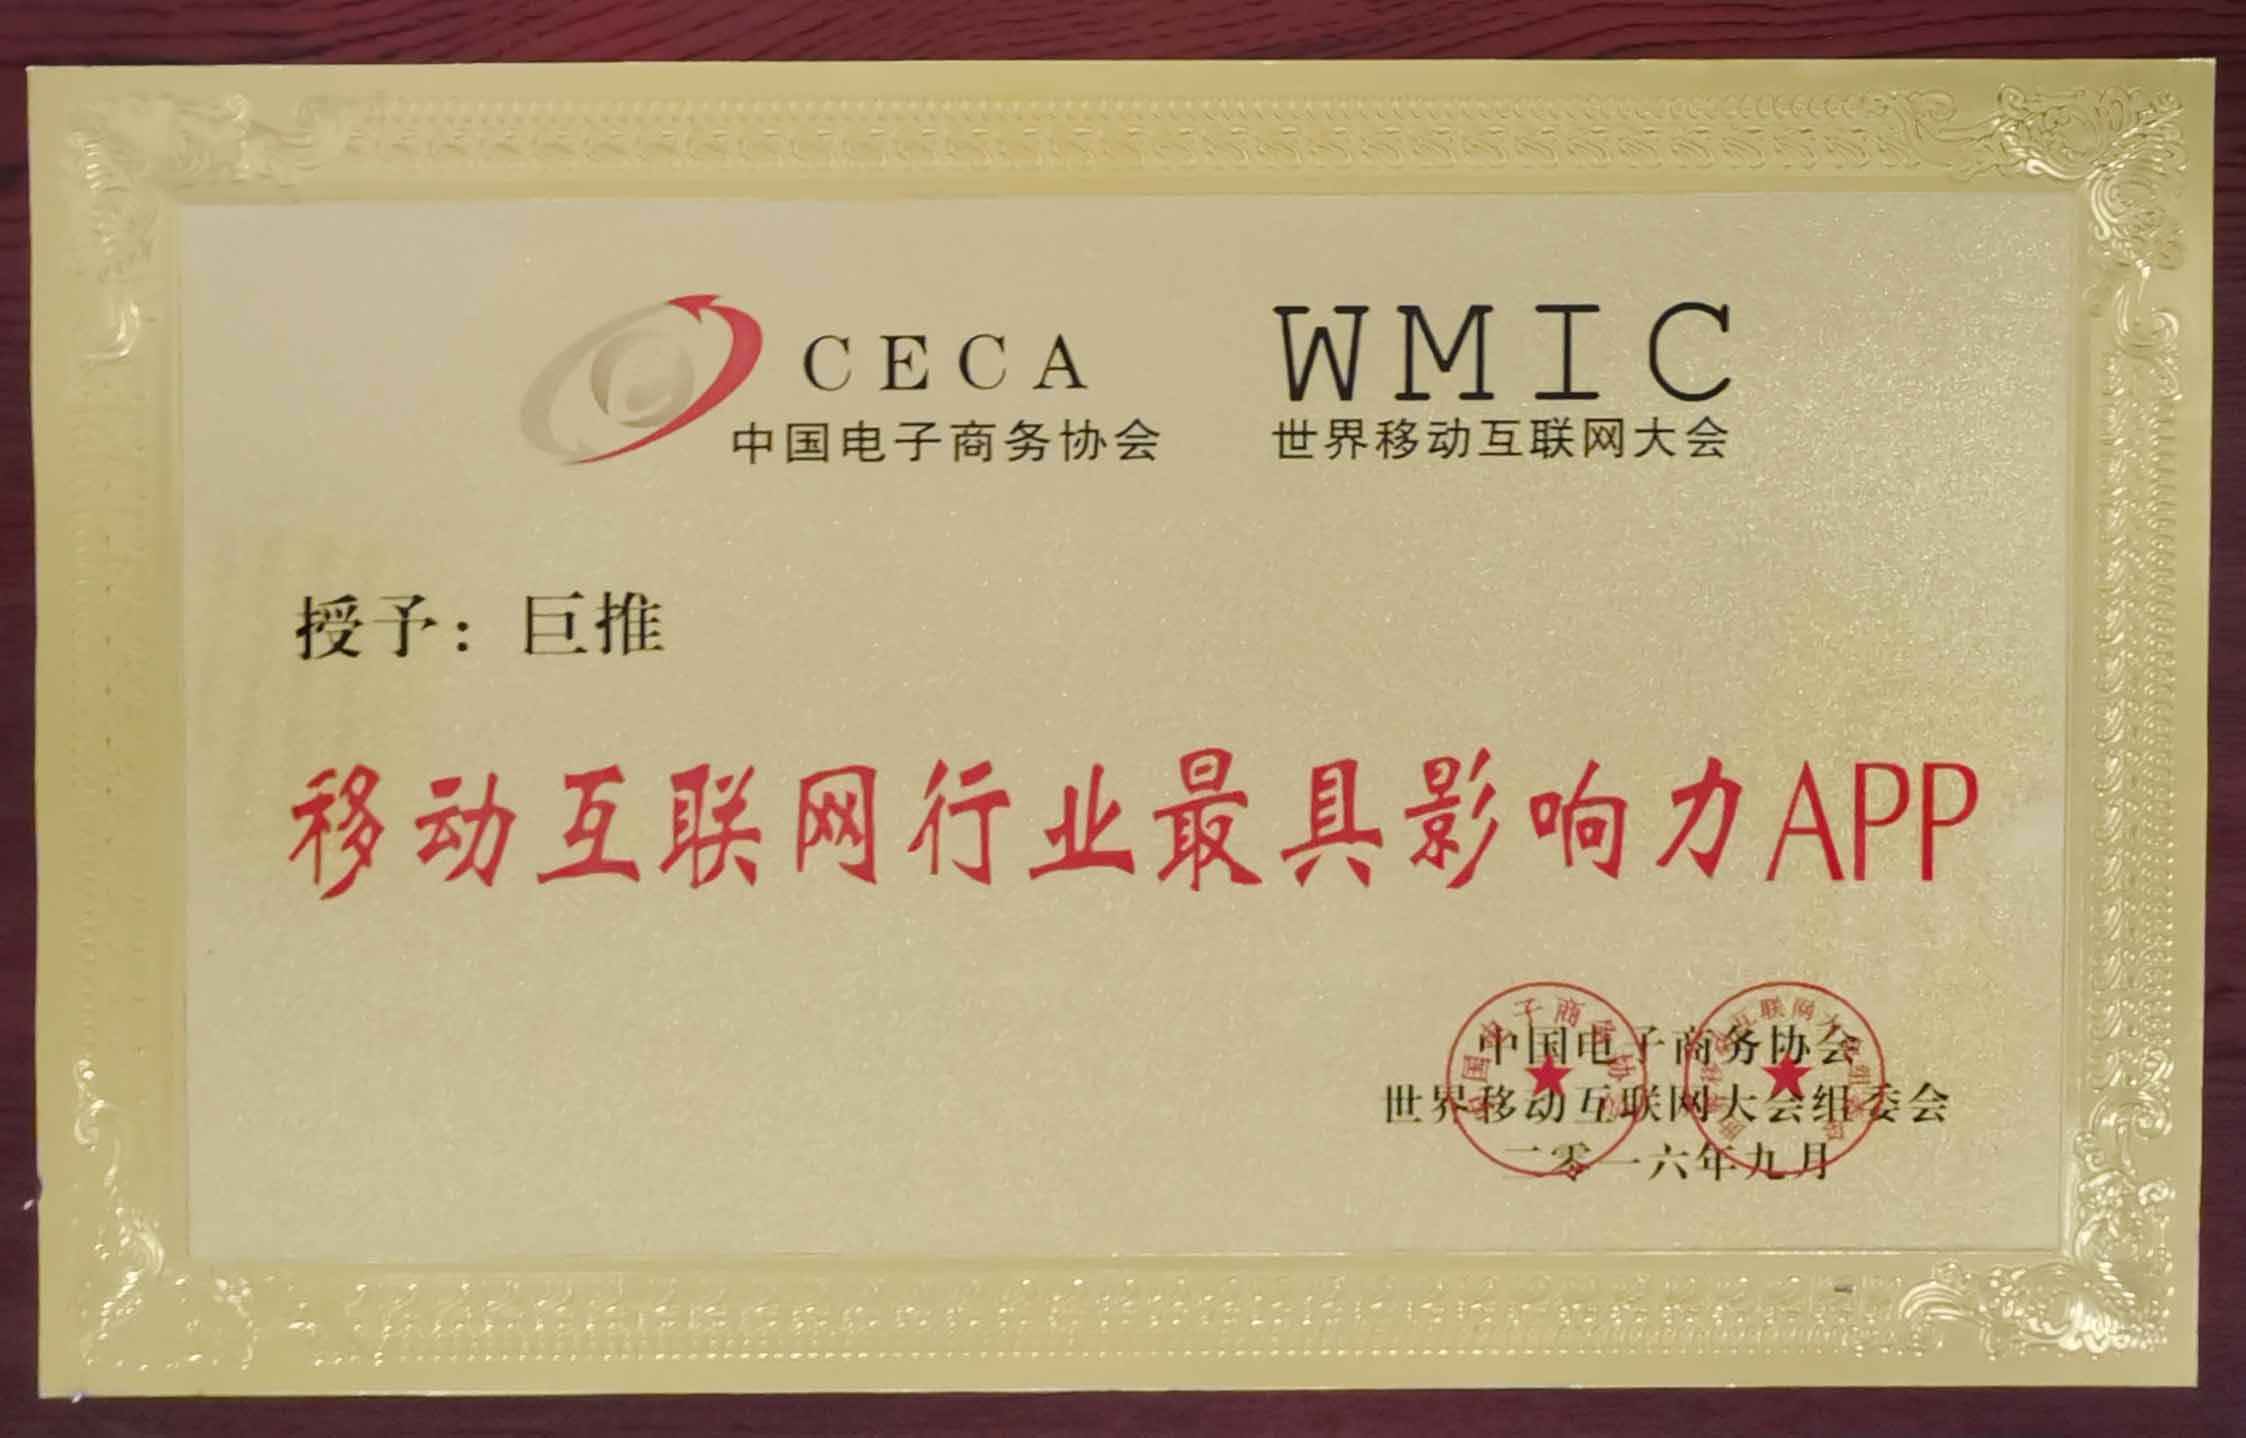 CECA
中国电子商务协会
WMIC
世界移动互联网大会
授予：巨推
移动互联网行业最具影响力APP
中国电子商务协会
世界移动互联网大会组委会
二零一六年九月